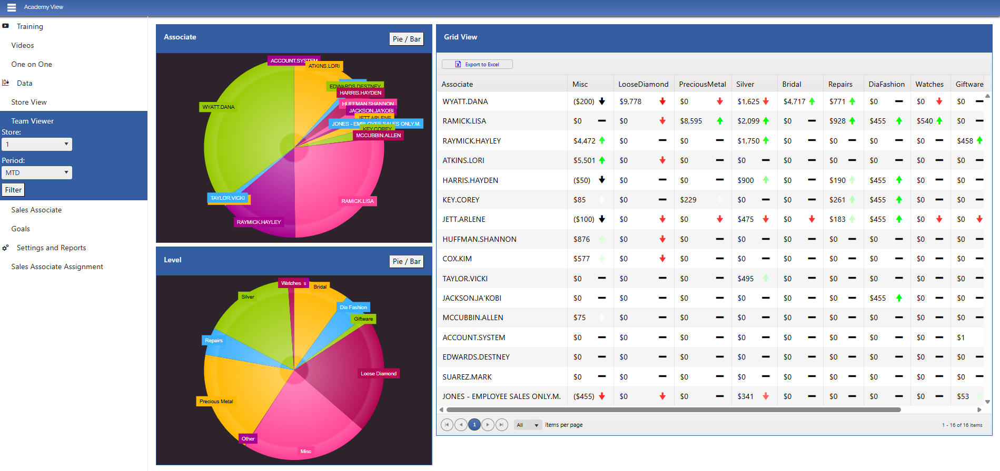 Academy View
Training
Videos
One on One
Data
Store View
Team Viewer
Store:
1
Period:
MTD
Filter
Sales Associate
Goals
Settings and Reports
Sales Associate Assignment
Associate
Pie / Bar
ACCOUNT.SYSTEM
ATKINS.LORI
EDWARDS.DESTNEY
HARRIS.HAYDEN
HUFFMAN.SHANNON
WYATT.DANA
JACKSON.JA'KOBI
JETT.ARLENE
JONES - EMPLOYEE SALES ONLY.M.
KEY.COREY
MCCUBBIN.ALLEN
TAYLOR.VICKI
RAMICK.LISA
RAYMICK.HAYLEY
Level
Pie / Bar
Watches s
Bridal
Silver
Dia Fashion
Giftware
Repairs
Loose Diamond
Precious Metal
Other
Misc
Grid View
Export to Excel
Associate Misc LooseDiamond PreciousMetal Silver Bridal Repairs DiaFashion Watches Giftware
WYATT.DANA ($200) $9,778 $0 $1,625 $4,717 $771 $0 $0 $0
RAMICK.LISA $0 $0 $8,595 $2,099 $0 $928 $455 $540 $0
RAYMICK.HAYLEY $4,472 $0 $0 $1,750 $0 $0 $0 $0 $458
ATKINS.LORI $5,501 $0 $0 $0 $0 $0 $0 $0 $0
HARRIS.HAYDEN ($50) $0 $0 $900 $0 $190 $455 $0 $0
KEY.COREY $85 $0 $229 $0 $0 $261 $455 $0 $0
JETT.ARLENE ($100) $0 $0 $475 $0 $183 $455 $0 $0
HUFFMAN.SHANNON $876 $0 $0 $0 $0 $0 $0 $0 $0
COX.KIM $577 $0 $0 $0 $0 $0 $0 $0 $0
TAYLOR.VICKI $0 $0 $0 $495 $0 $0 $0 $0 $0
JACKSON.JA'KOBI $0 $0 $0 $0 $0 $0 $455 $0 $0
MCCUBBIN.ALLEN $75 $0 $0 $0 $0 $0 $0 $0 $0
ACCOUNT.SYSTEM $0 $0 $0 $0 $0 $0 $0 $0 $1
EDWARDS.DESTNEY $0 $0 $0 $0 $0 $0 $0 $0 $0
SUAREZ.MARK $0 $0 $0 $0 $0 $0 $0 $0 $0
JONES - EMPLOYEE SALES ONLY.M. ($455) $0 $0 $341 $0 $0 $0 $0 $53
1 All items per page 1 - 16 of 16 items